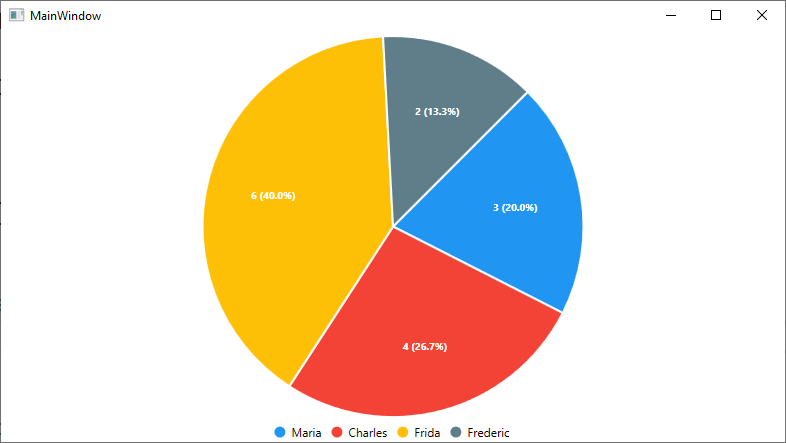 MainWindow
2 (13.3%)
6 (40.0%)
3 (20.0%)
4 (26.7%)
Maria Charles Frida Frederic